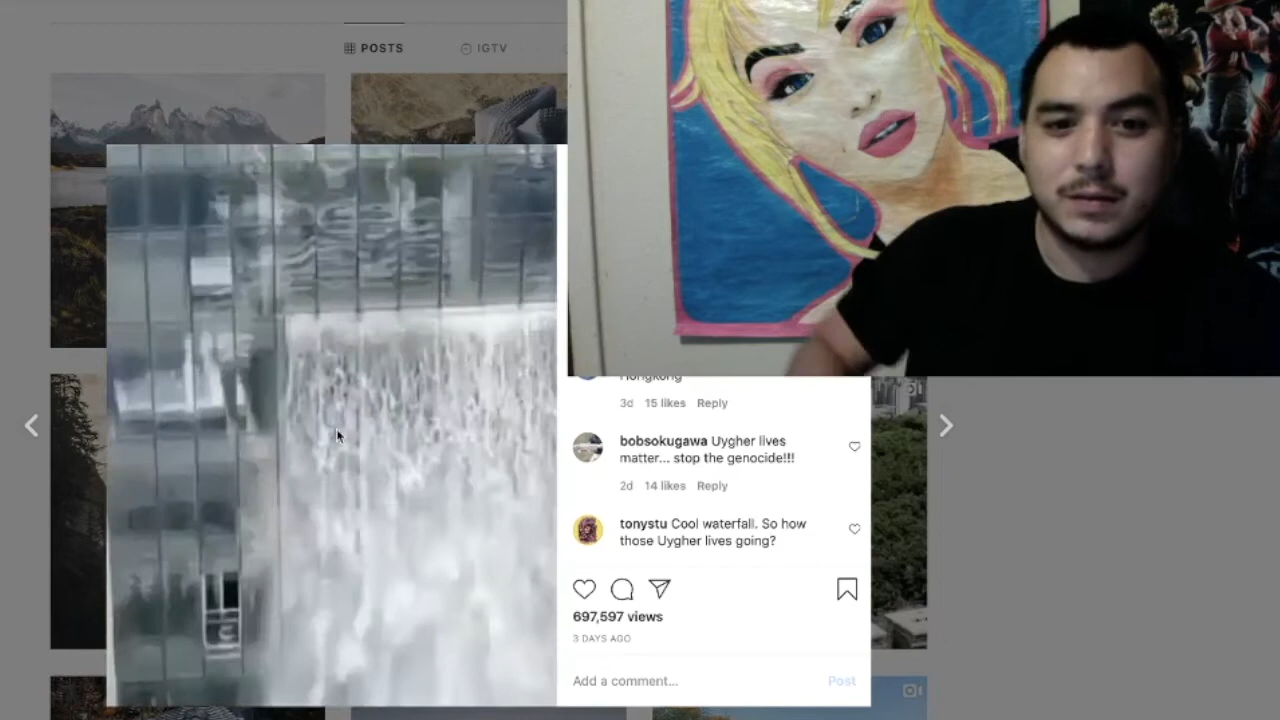 POSTS
IGTV
Hongkong
3d 15 likes Reply
bobsokugawa Uygher lives
matter... stop the genocide!!!
2d 14 likes Reply
tonystu Cool waterfall. So how
those Uygher lives going?
697,597 views
3 DAYS AGO
Add a comment... Post